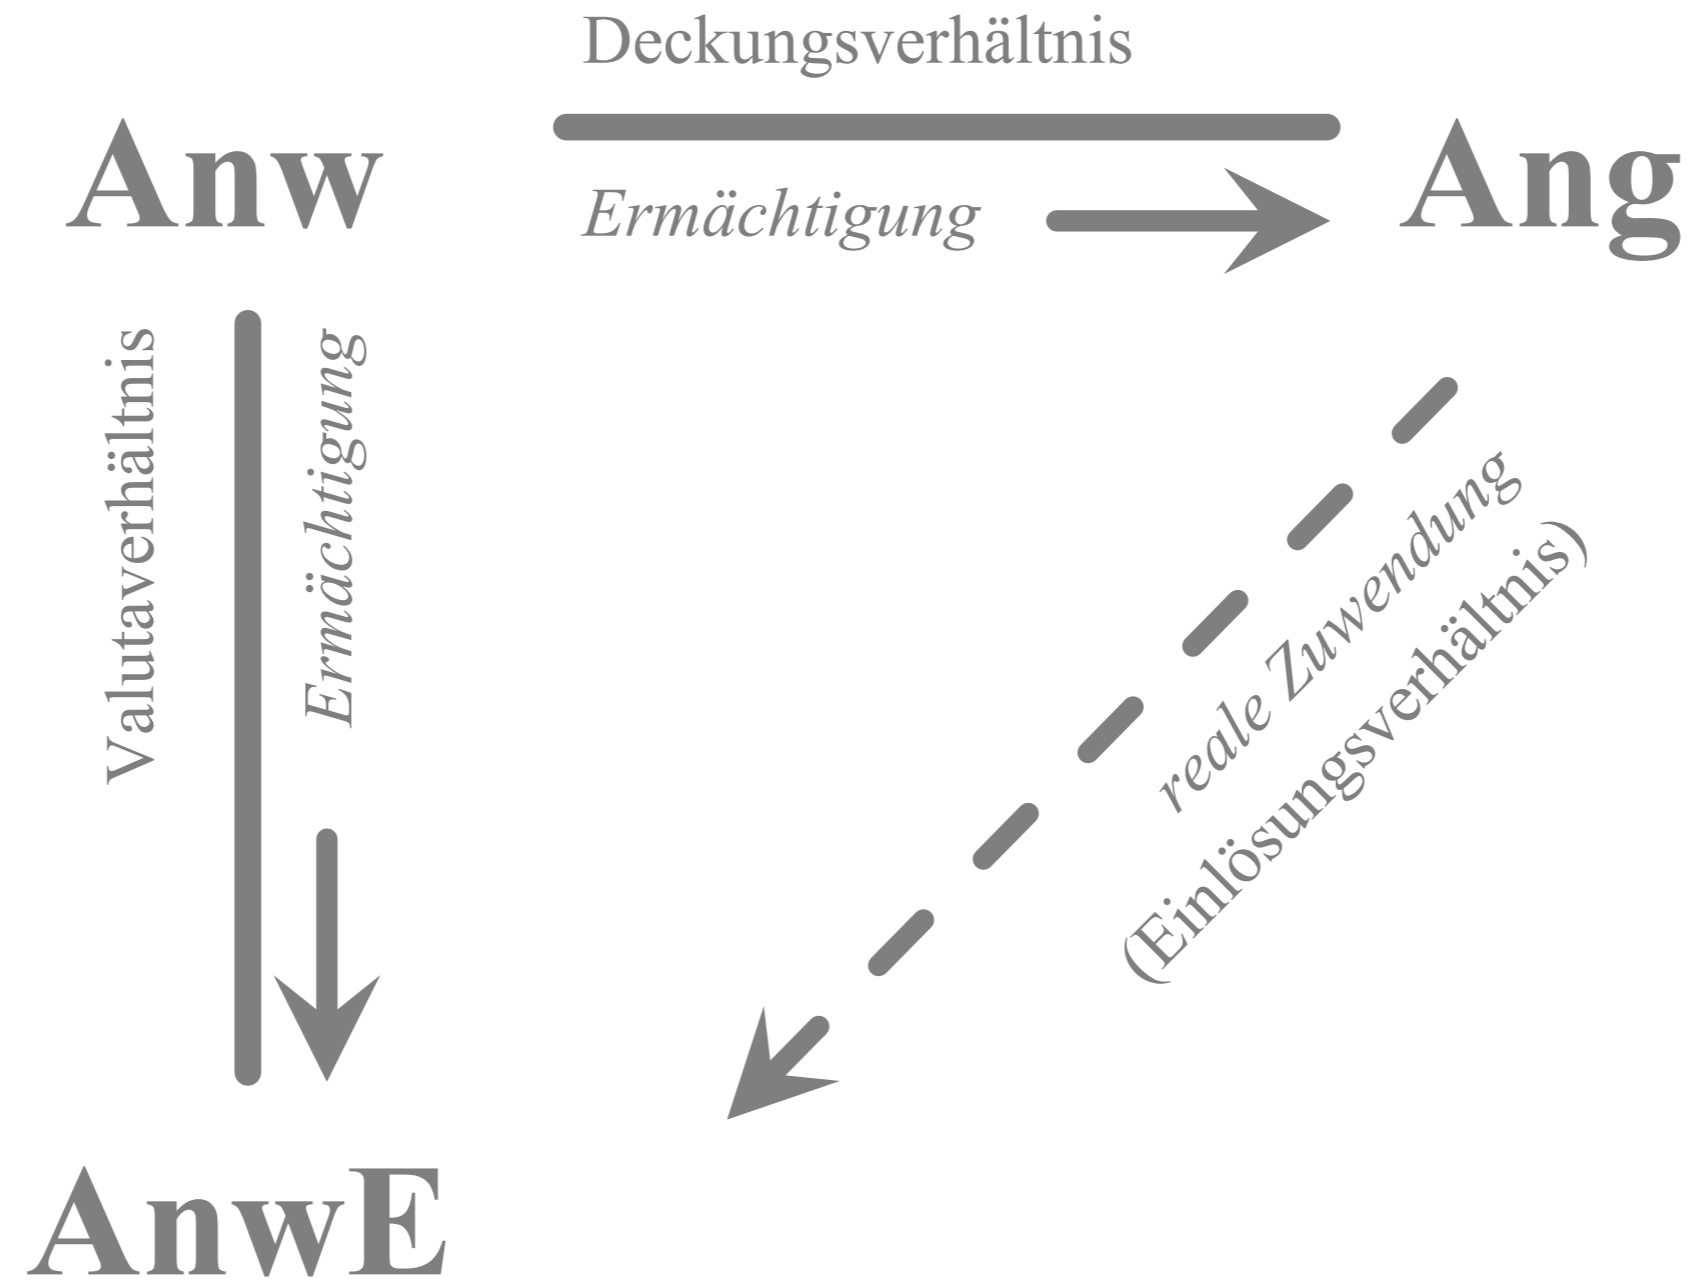 Deckungsverhältnis
Anw
Ermächtigung
Ang
Valutaverhältnis
Ermächtigung
reale Zuwendung
(Einlösungsverhältnis)
AnwE